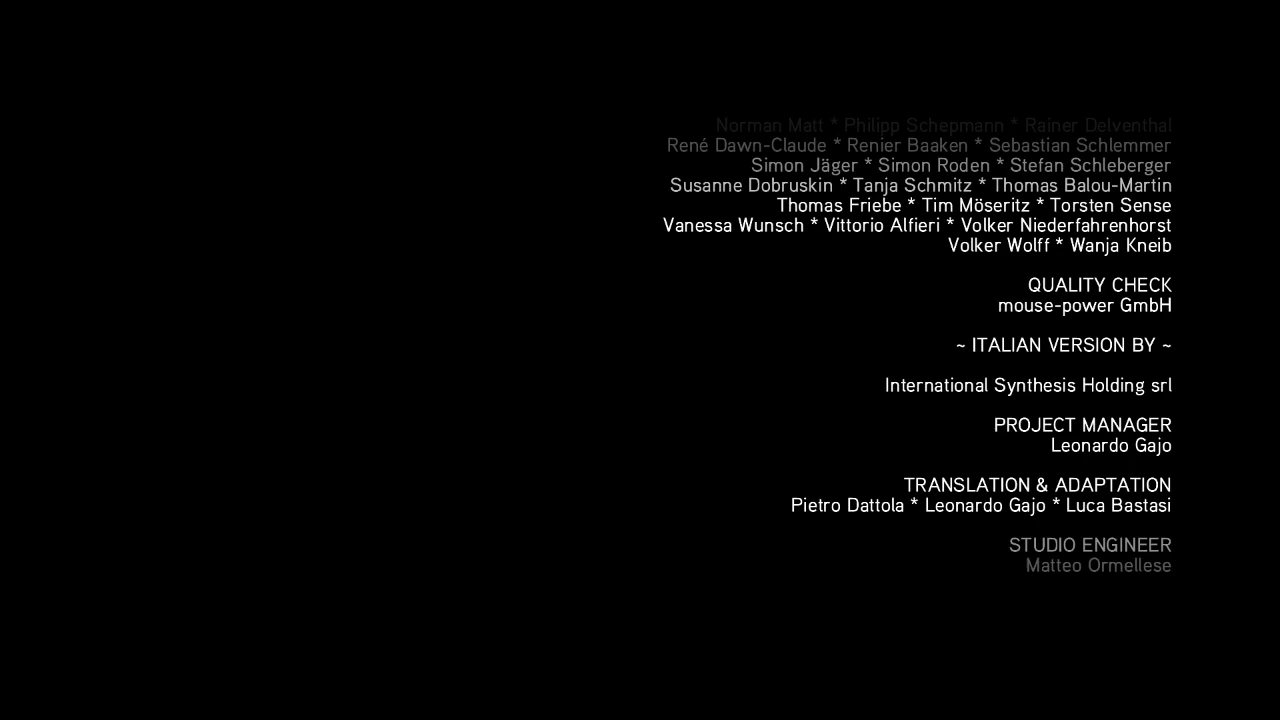 Norman Matt * Philipp Schepmann * Rainer Delventhal
René Dawn-Claude * Renier Baaken * Sebastian Schlemmer
Simon Jäger * Simon Roden * Stefan Schleberger
Susanne Dobruskin * Tanja Schmitz * Thomas Balou-Martin
Thomas Friebe * Tim Möseritz * Torsten Sense
Vanessa Wunsch * Vittorio Alfieri * Volker Niederfahrenhorst
Volker Wolff * Wanja Kneib
QUALITY CHECK
mouse-power GmbH
~ ITALIAN VERSION BY ~
International Synthesis Holding srl
PROJECT MANAGER
Leonardo Gajo
TRANSLATION & ADAPTATION
Pietro Dattola * Leonardo Gajo * Luca Bastasi
STUDIO ENGINEER
Matteo Ormellese